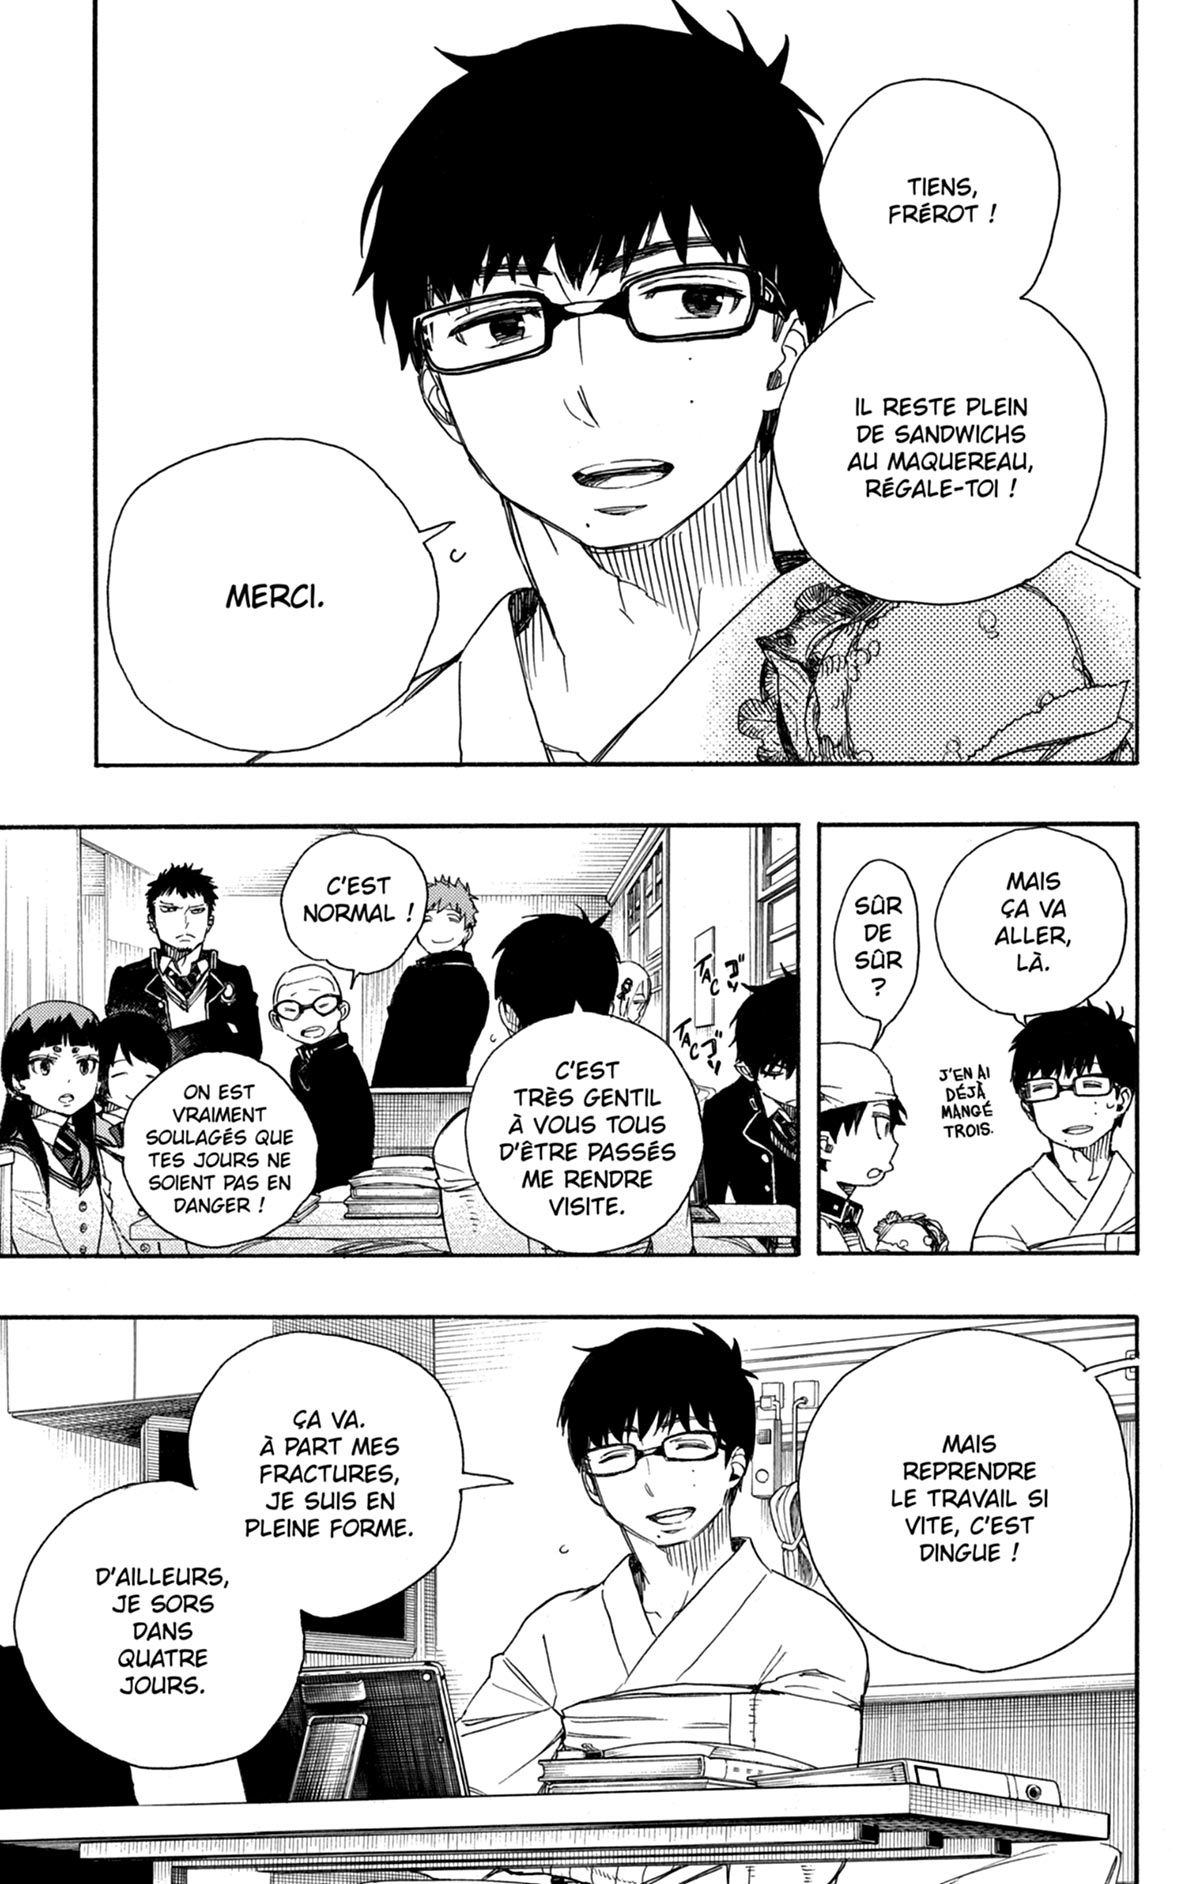 TIENS,
FRÉROT !
IL RESTE PLEIN
DE SANDWICHS
AU MAQUEREAU,
RÉGALE-TOI !
MERCI.
MAIS
ÇA VA
ALLER,
LÀ.
J'EN AI
DÉJÀ
MANGÉ
TROIS.
SÛR
DE
SÛR
?
TAC
TAC
C'EST
TRÈS GENTIL
À VOUS TOUS
D'ÊTRE PASSÉS
ME RENDRE
VISITE.
C'EST
NORMAL !
ON EST
VRAIMENT
SOULAGÉS QUE
TES JOURS NE
SOIENT PAS EN
DANGER !
MAIS
REPRENDRE
LE TRAVAIL SI
VITE, C'EST
DINGUE !
ÇA VA.
À PART MES
FRACTURES,
JE SUIS EN
PLEINE FORME.
D'AILLEURS,
JE SORS
DANS
QUATRE
JOURS.